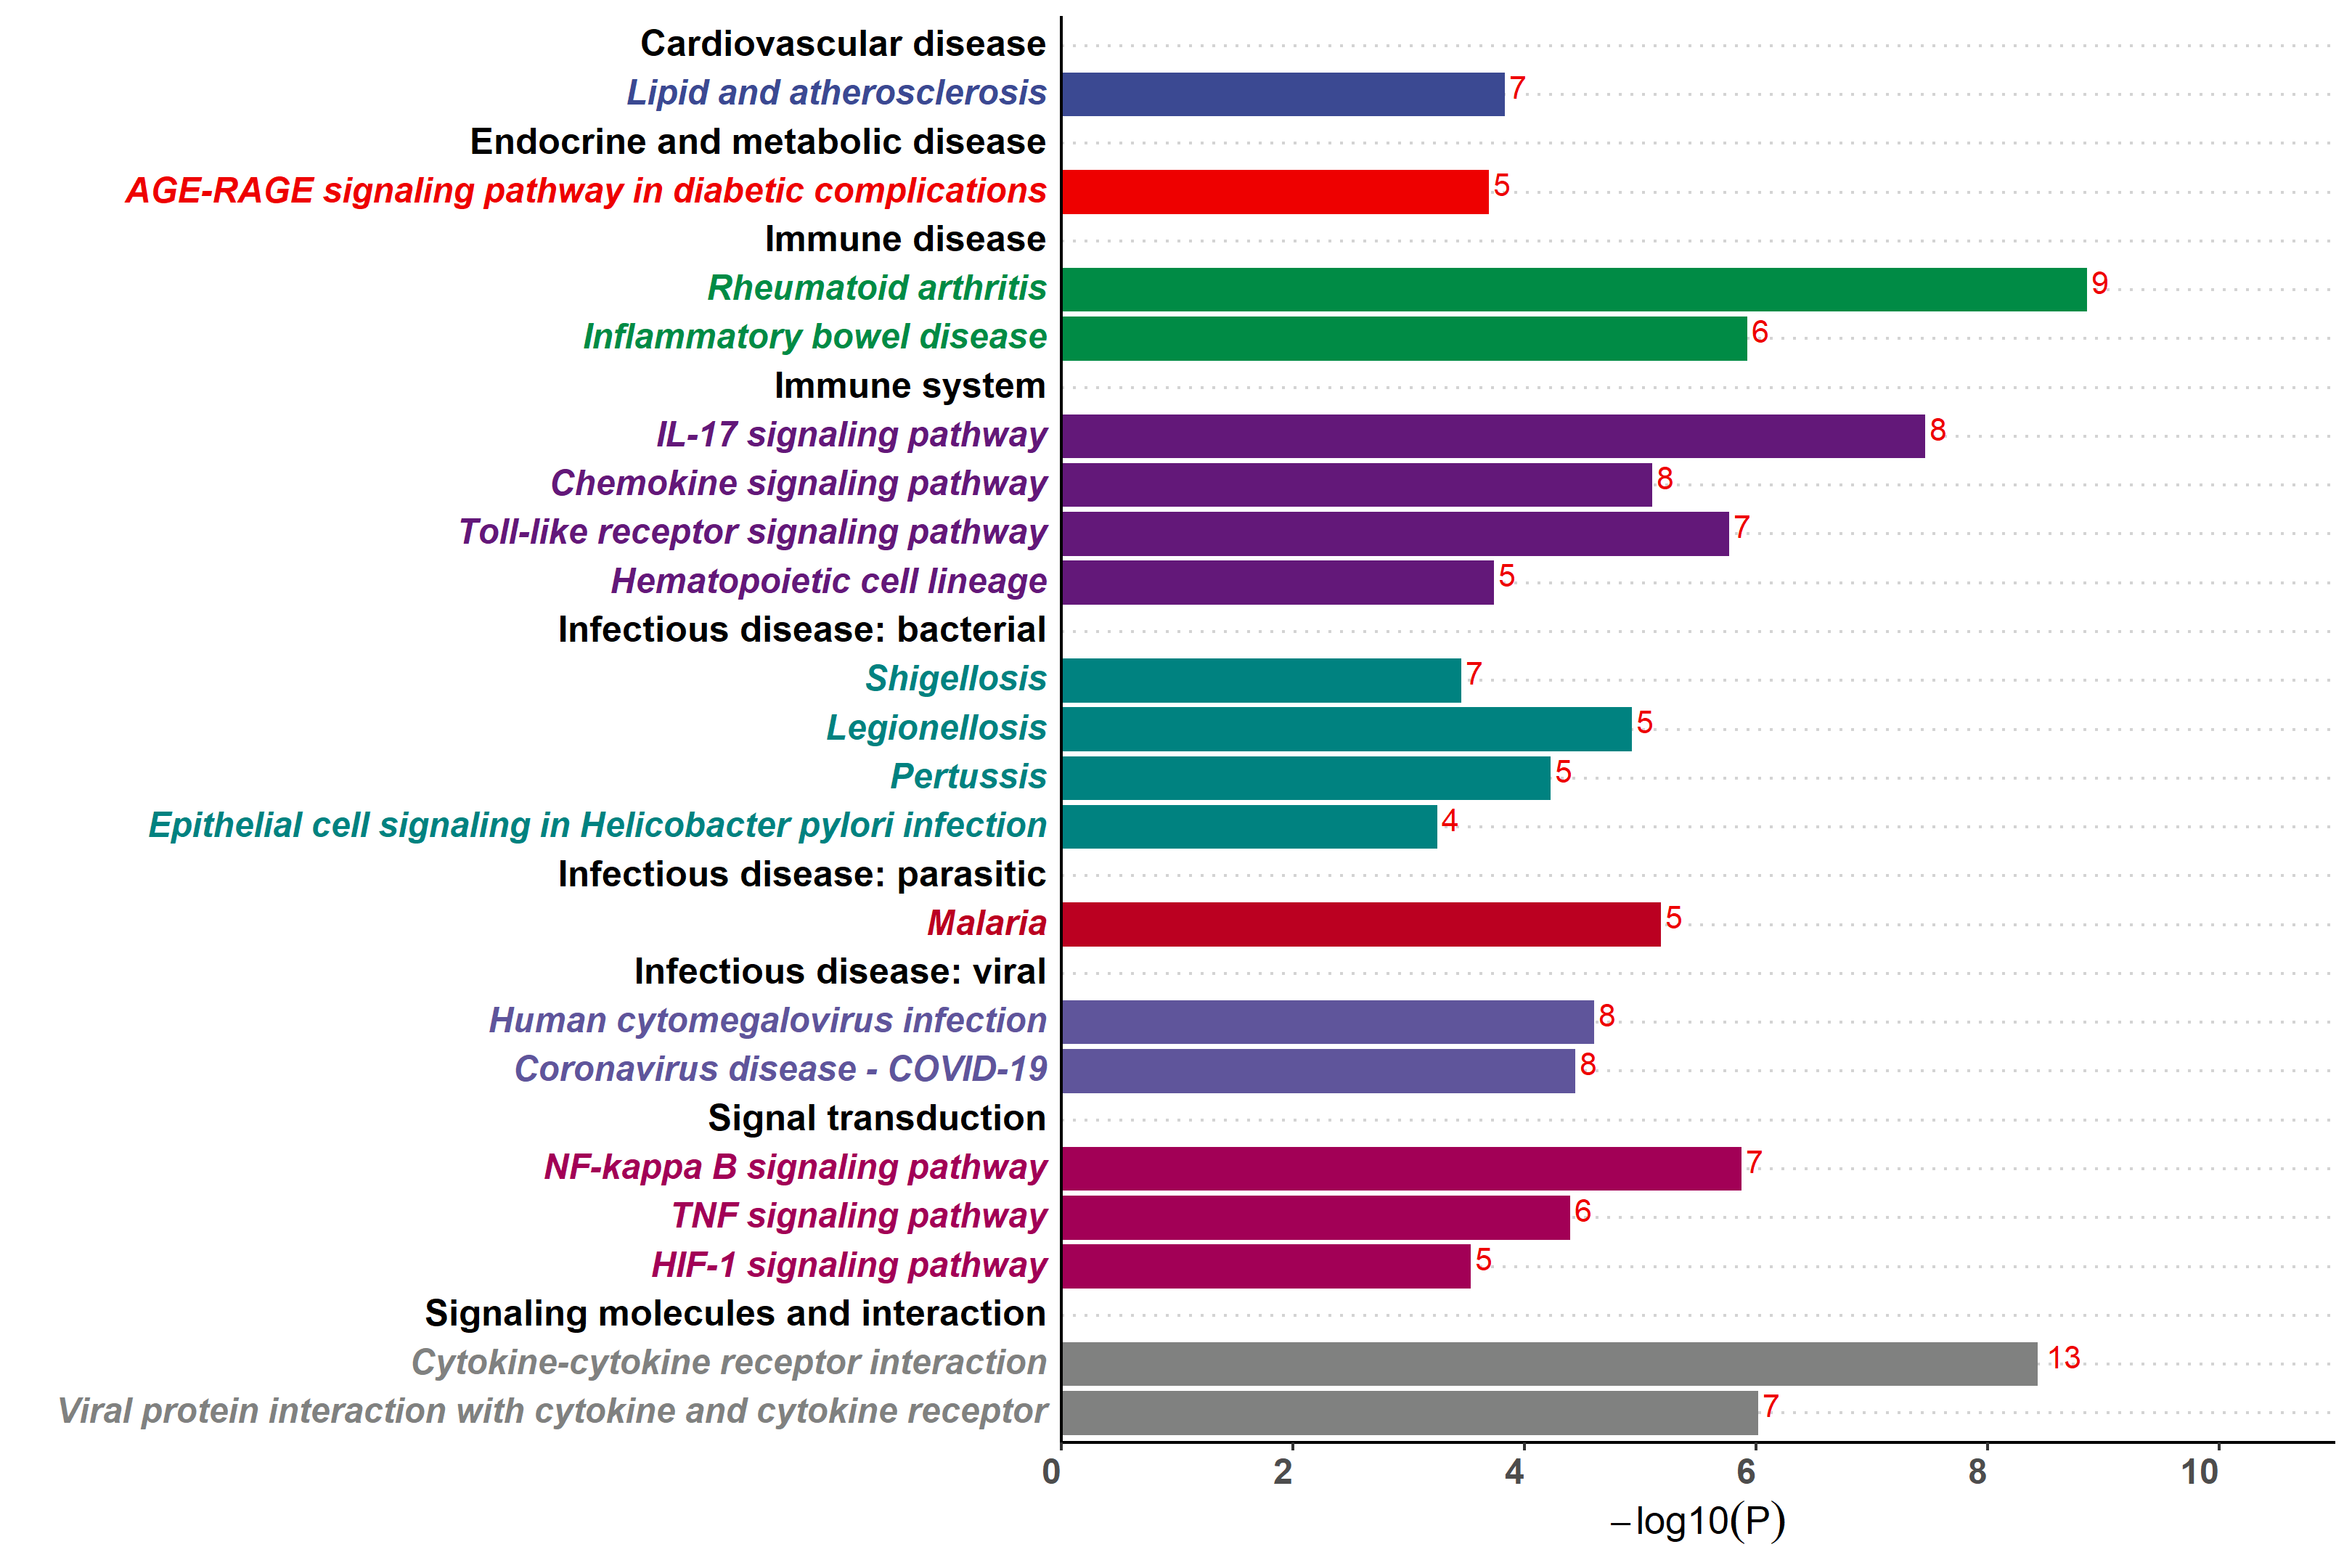 Cardiovascular disease
Lipid and atherosclerosis 7
Endocrine and metabolic disease
AGE-RAGE signaling pathway in diabetic complications 5
Immune disease
Rheumatoid arthritis 9
Inflammatory bowel disease 6
Immune system
IL-17 signaling pathway 8
Chemokine signaling pathway 8
Toll-like receptor signaling pathway 7
Hematopoietic cell lineage 5
Infectious disease: bacterial
Shigellosis 7
Legionellosis 5
Pertussis 5
Epithelial cell signaling in Helicobacter pylori infection 4
Infectious disease: parasitic
Malaria 5
Infectious disease: viral
Human cytomegalovirus infection 8
Coronavirus disease - COVID-19 8
Signal transduction
NF-kappa B signaling pathway 7
TNF signaling pathway 6
HIF-1 signaling pathway 5
Signaling molecules and interaction
Cytokine-cytokine receptor interaction 13
Viral protein interaction with cytokine and cytokine receptor 7
0 2 4 6 8 10
−log10(P)